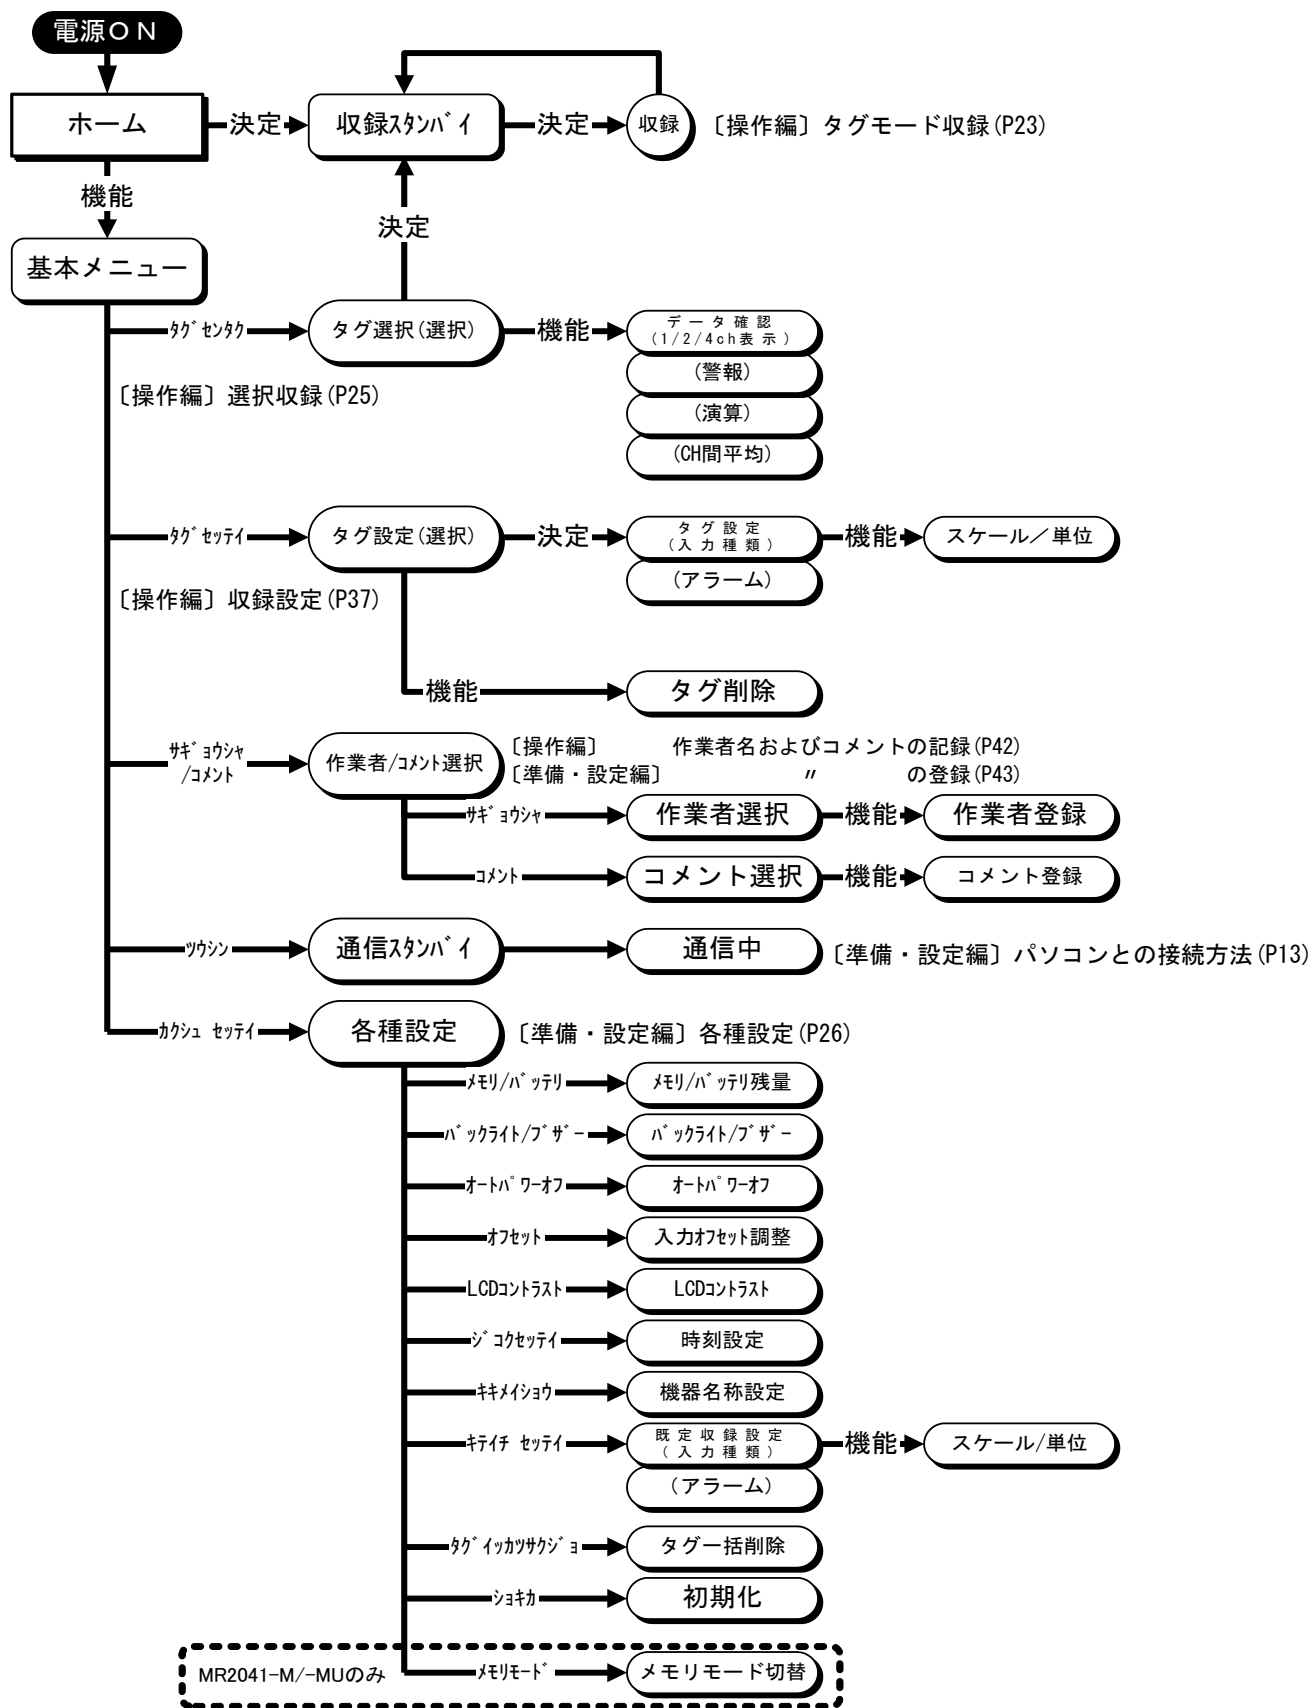 電源ON
ホーム
決定
収録ｽﾀﾝﾊﾞｲ
決定
収録
〔操作編〕タグモード収録(P23)
機能
決定
基本メニュー
ﾀｸﾞｾﾝﾀｸ
タグ選択(選択)
機能
データ確認
(1/2/4ch表示)
(警報)
(演算)
(CH間平均)
〔操作編〕選択収録(P25)
ﾀｸﾞｾｯﾃｲ
タグ設定(選択)
決定
タグ設定
(入力種類)
機能
スケール／単位
(アラーム)
〔操作編〕収録設定(P37)
機能
タグ削除
ｻｷﾞｮｳｼｬ
/ｺﾒﾝﾄ
作業者/ｺﾒﾝﾄ選択
〔操作編〕 作業者名およびコメントの記録(P42)
〔準備・設定編〕 〃 の登録(P43)
ｻｷﾞｮｳｼｬ
作業者選択
機能
作業者登録
ｺﾒﾝﾄ
コメント選択
機能
コメント登録
ﾂｳｼﾝ
通信ｽﾀﾝﾊﾞｲ
通信中
〔準備・設定編〕パソコンとの接続方法(P13)
ｶｸｼｭ ｾｯﾃｲ
各種設定
〔準備・設定編〕各種設定(P26)
ﾒﾓﾘ/ﾊﾞｯﾃﾘ
ﾒﾓﾘ/ﾊﾞｯﾃﾘ残量
ﾊﾞｯｸﾗｲﾄ/ﾌﾞｻﾞｰ
ﾊﾞｯｸﾗｲﾄ/ﾌﾞｻﾞｰ
ｵｰﾄﾊﾟﾜｰｵﾌ
ｵｰﾄﾊﾟﾜｰｵﾌ
ｵﾌｾｯﾄ
入力ｵﾌｾｯﾄ調整
LCDｺﾝﾄﾗｽﾄ
LCDｺﾝﾄﾗｽﾄ
ｼﾞｺｸｾｯﾃｲ
時刻設定
ｷｷﾒｲｼｮｳ
機器名称設定
ｷﾃｲﾁ ｾｯﾃｲ
既定収録設定
(入力種類)
機能
スケール/単位
(アラーム)
ﾀｸﾞｲｯｶﾂｻｸｼﾞｮ
タグ一括削除
ｼｮｷｶ
初期化
MR2041-M/-MUのみ
ﾒﾓﾘﾓｰﾄﾞ
メモリモード切替